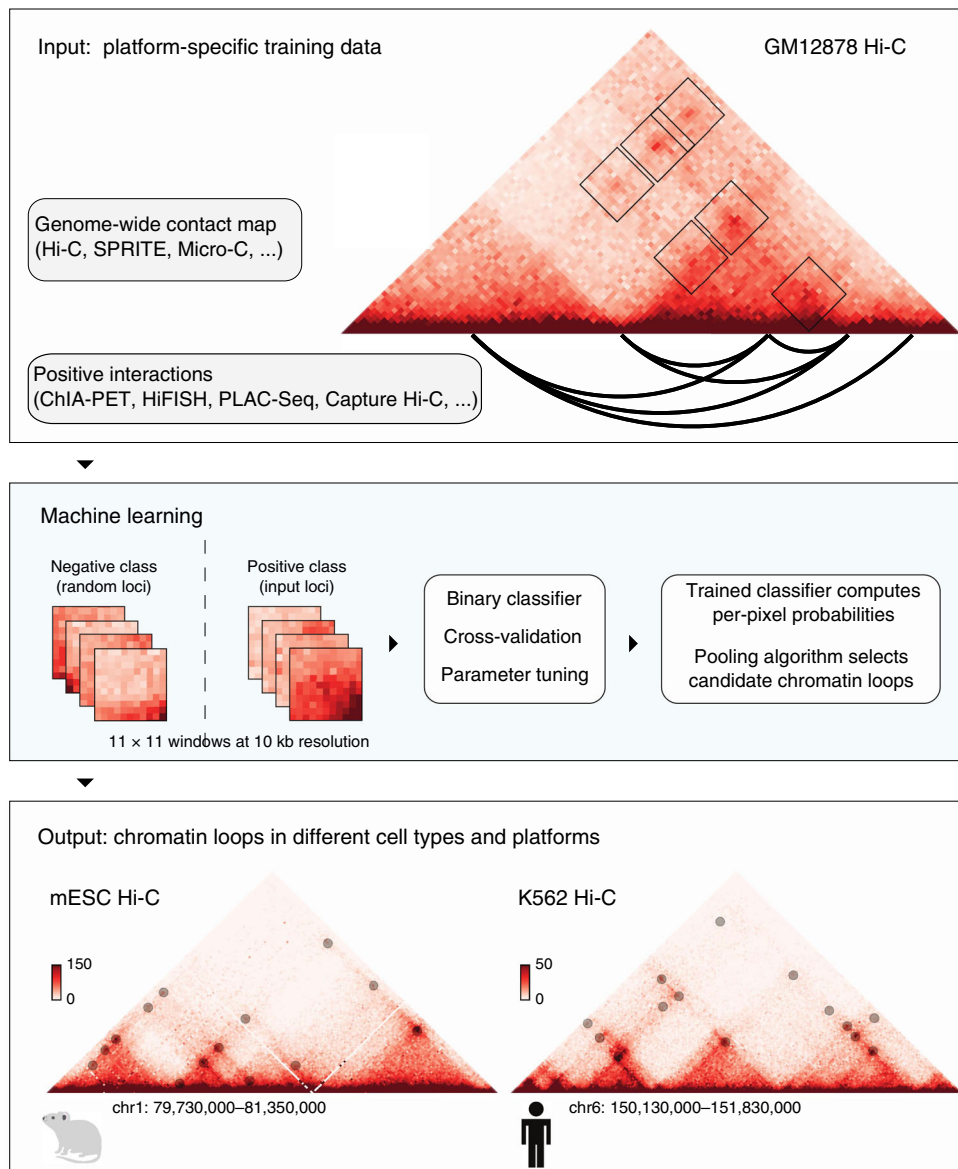 Input: platform-specific training data
GM12878 Hi-C
Genome-wide contact map
(Hi-C, SPRITE, Micro-C, ...)
Positive interactions
(ChIA-PET, HiFISH, PLAC-Seq, Capture Hi-C, ...)
Machine learning
Negative class
(random loci)
Positive class
(input loci)
11 × 11 windows at 10 kb resolution
Binary classifier
Cross-validation
Parameter tuning
Trained classifier computes
per-pixel probabilities
Pooling algorithm selects
candidate chromatin loops
Output: chromatin loops in different cell types and platforms
mESC Hi-C
150
0
chr1: 79,730,000–81,350,000
K562 Hi-C
50
0
chr6: 150,130,000–151,830,000